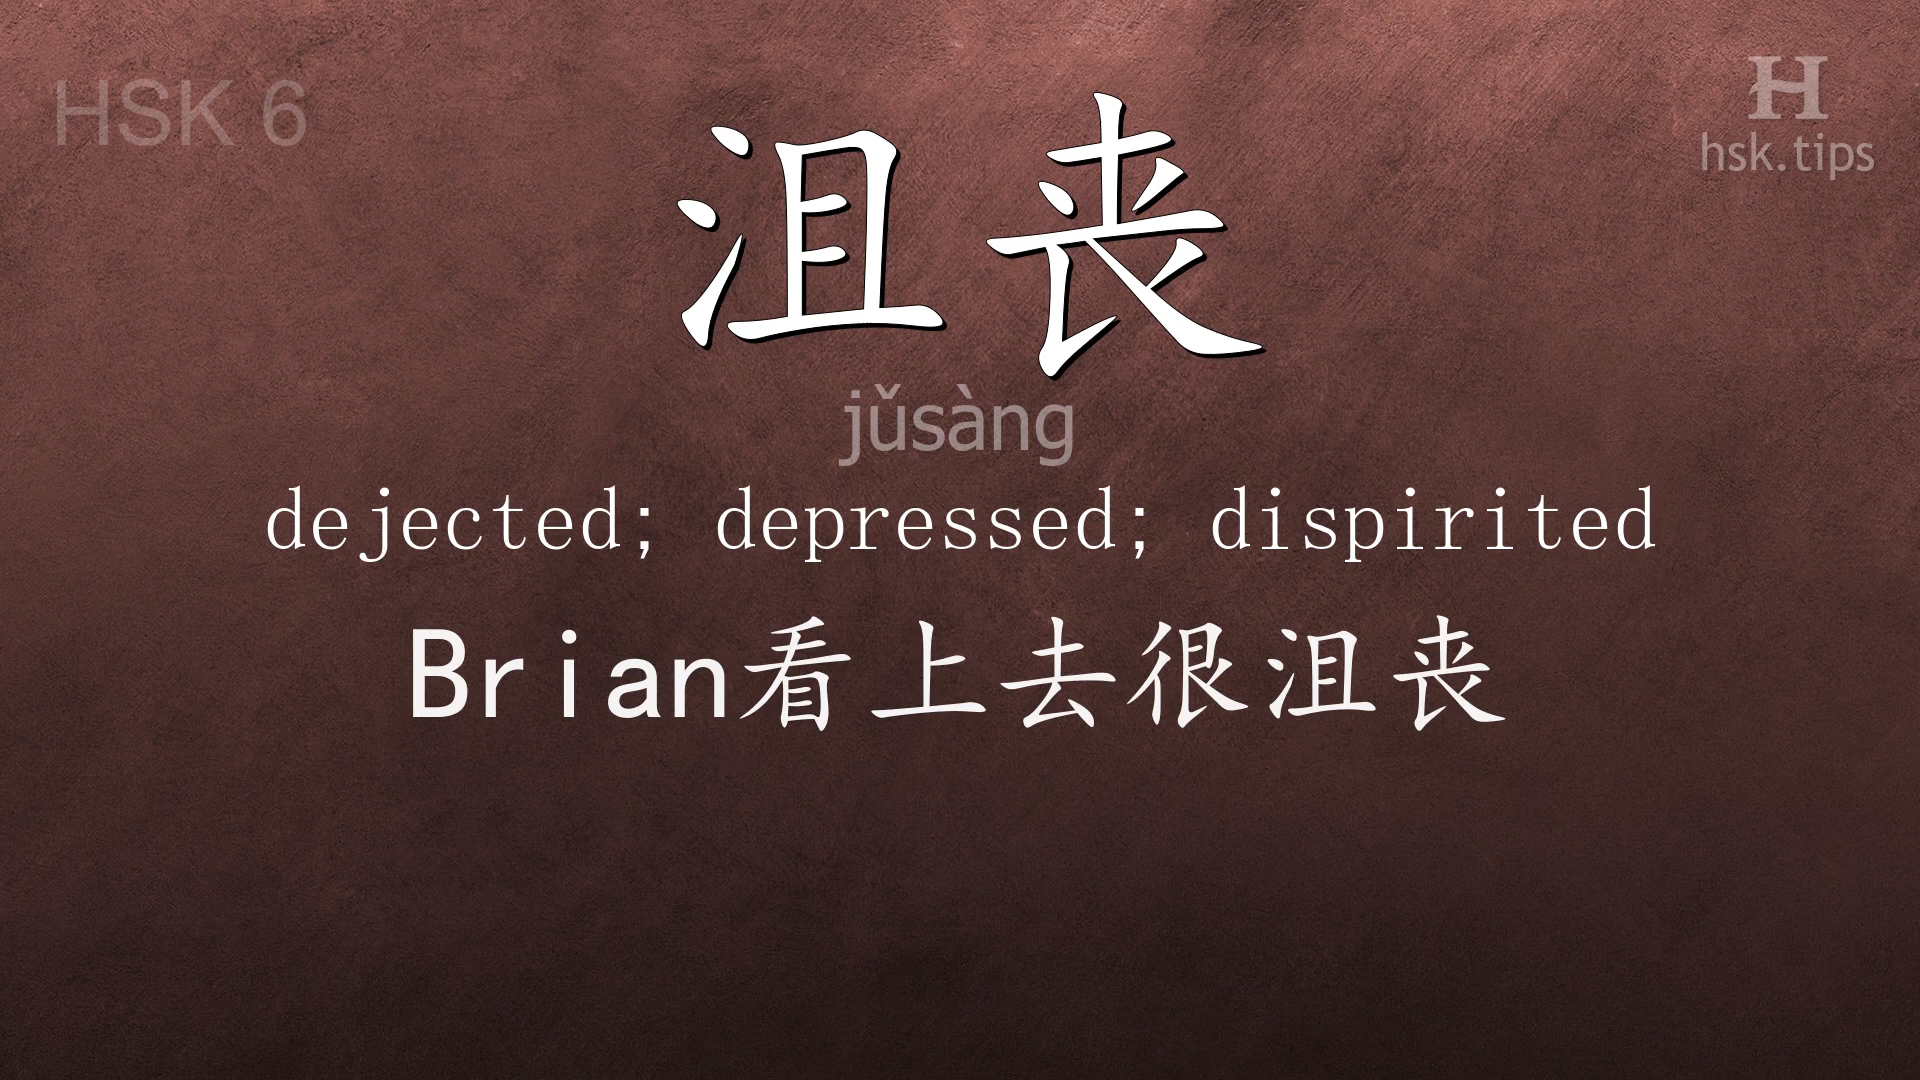 HSK 6
H
hsk.tips
沮丧
jǔsàng
dejected; depressed; dispirited
Brian看上去很沮丧